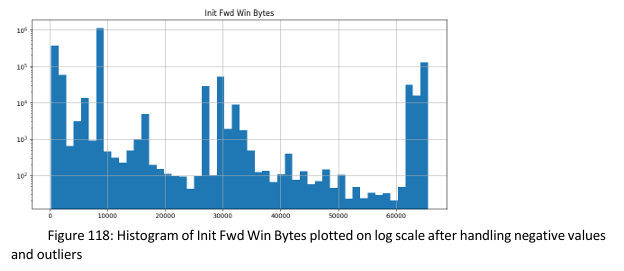 Init Fwd Win Bytes
10⁶
10⁵
10⁴
10³
10²
0 10000 20000 30000 40000 50000 60000
Figure 118: Histogram of Init Fwd Win Bytes plotted on log scale after handling negative values
and outliers